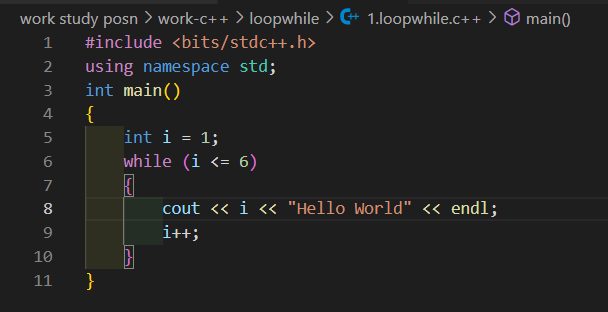 work study posn > work-c++ > loopwhile > 1.loopwhile.c++ > main()
1 #include <bits/stdc++.h>
2 using namespace std;
3 int main()
4 {
5     int i = 1;
6     while (i <= 6)
7     {
8         cout << i << "Hello World" << endl;
9         i++;
10     }
11 }